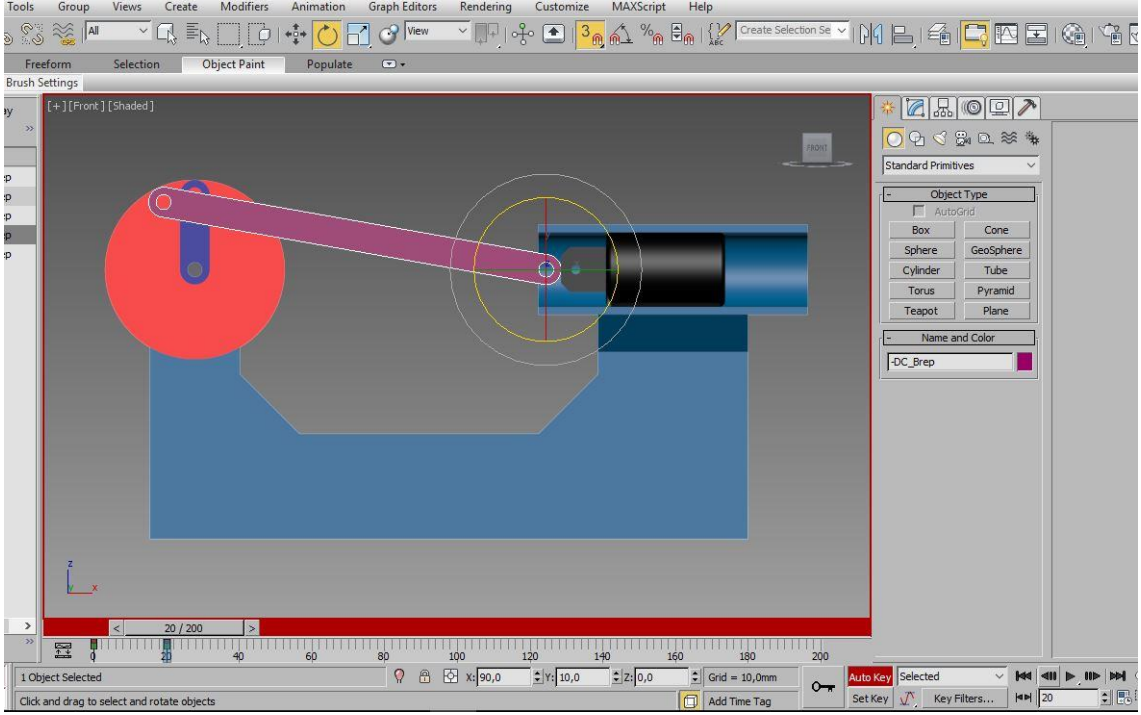 Tools Group Views Create Modifiers Animation Graph Editors Rendering Customize MAXScript Help
All View 3 % ABC Create Selection Se
Freeform Selection Object Paint Populate
Brush Settings
[+][Front][Shaded]
FRONT
Standard Primitives
- Object Type
AutoGrid
Box Cone
Sphere GeoSphere
Cylinder Tube
Torus Pyramid
Teapot Plane
- Name and Color
-DC_Brep
z
y x
< 20 / 200 >
0 20 40 60 80 100 120 140 160 180 200
1 Object Selected X: 90,0 Y: 10,0 Z: 0,0 Grid = 10,0mm Auto Key Selected
Click and drag to select and rotate objects Add Time Tag Set Key Key Filters... 20